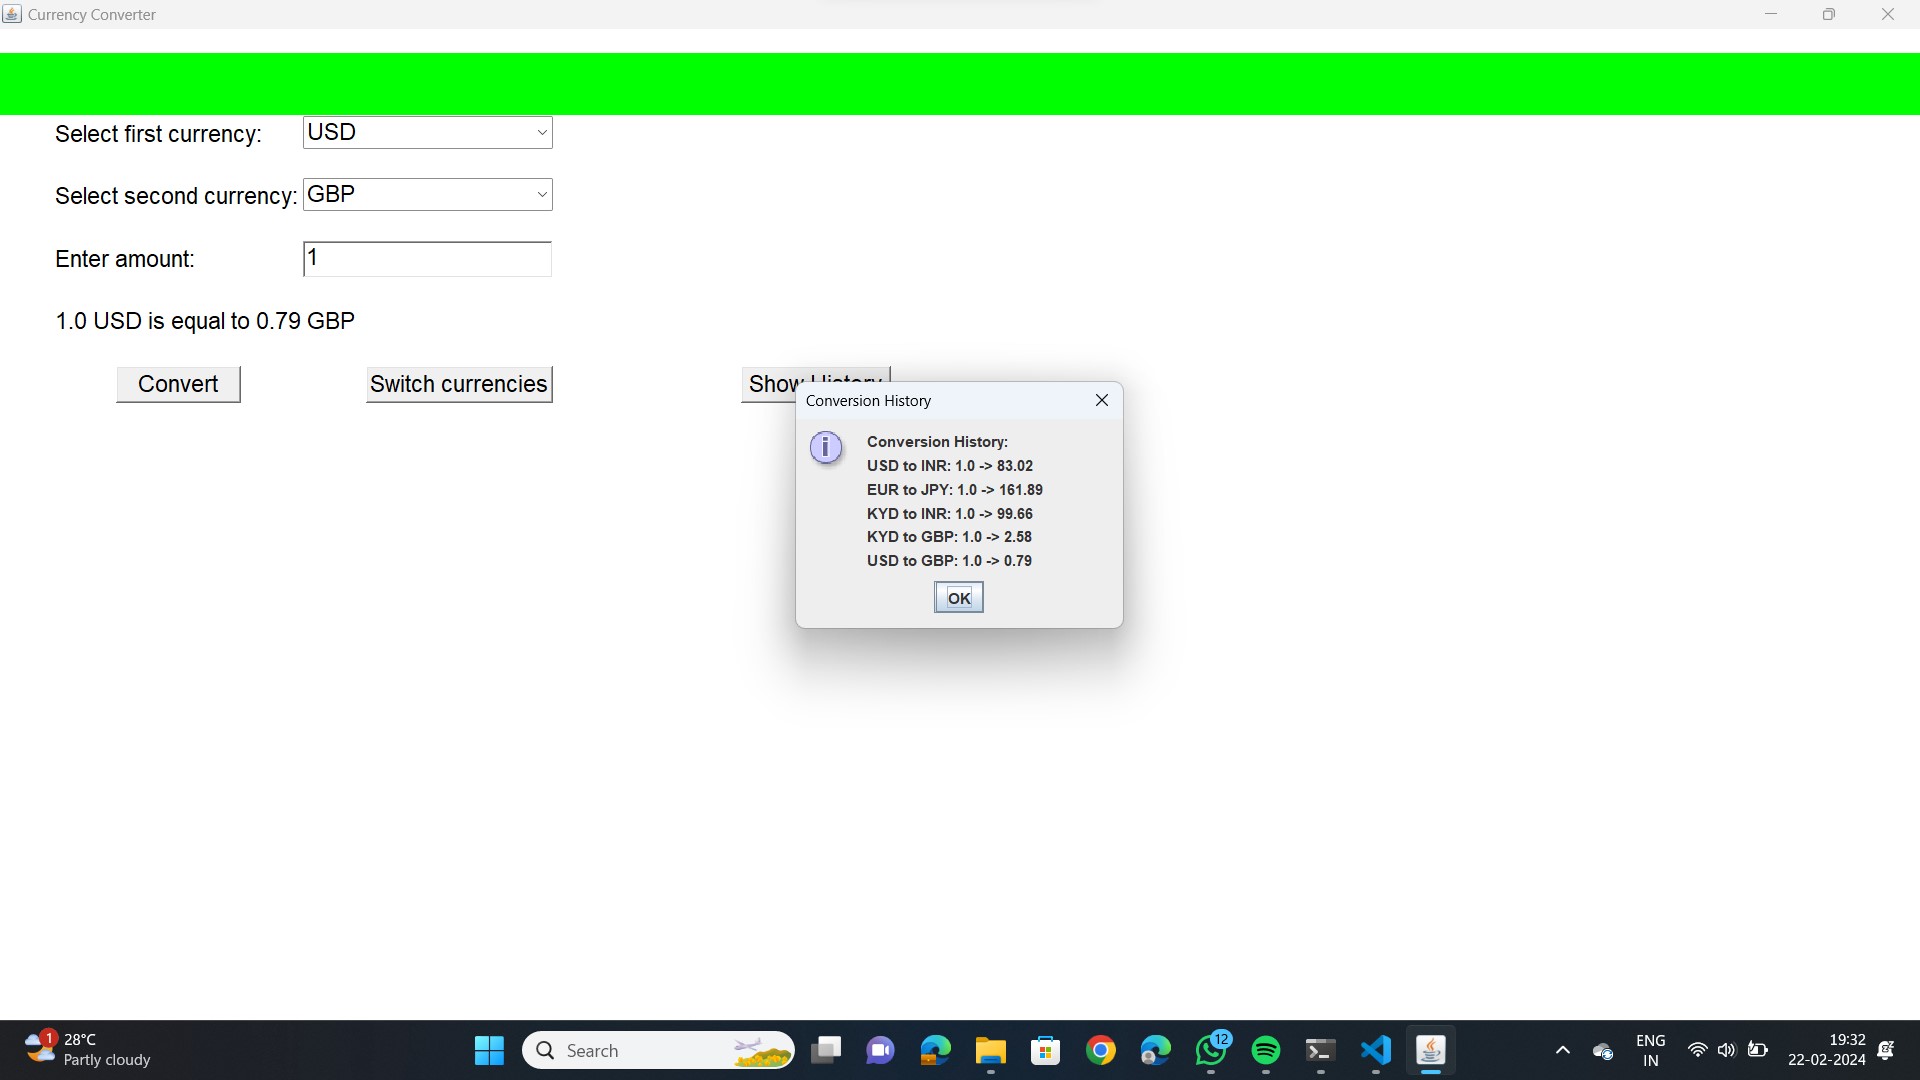 Currency Converter
Select first currency: USD
Select second currency: GBP
Enter amount: 1
1.0 USD is equal to 0.79 GBP
Convert Switch currencies Show History
Conversion History
Conversion History:
USD to INR: 1.0 -> 83.02
EUR to JPY: 1.0 -> 161.89
KYD to INR: 1.0 -> 99.66
KYD to GBP: 1.0 -> 2.58
USD to GBP: 1.0 -> 0.79
OK
1 28°C
Partly cloudy
Search
12
ENG
IN
19:32
22-02-2024